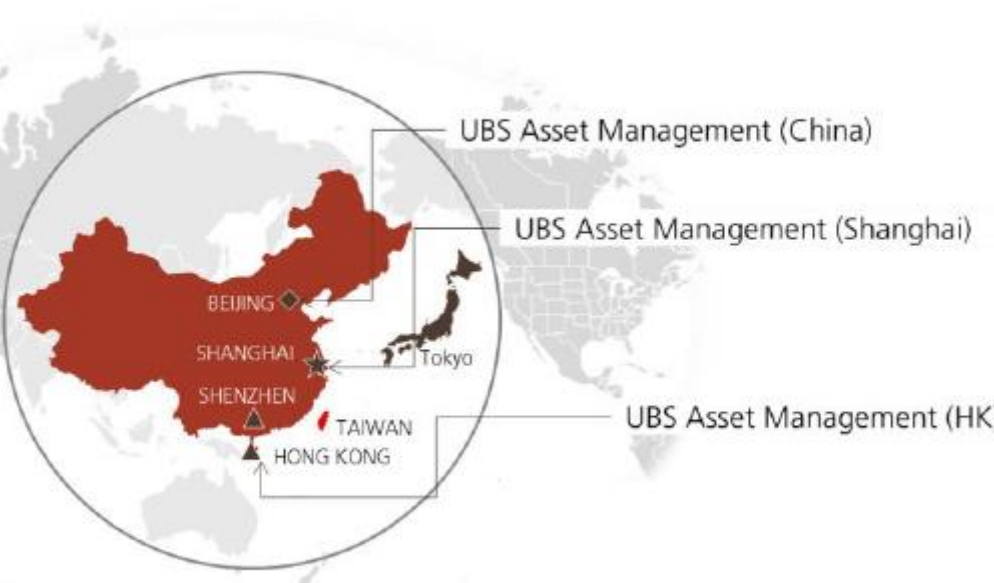 UBS Asset Management (China)
UBS Asset Management (Shanghai)
BEIJING
SHANGHAI
Tokyo
SHENZHEN
TAIWAN
UBS Asset Management (HK
HONG KONG